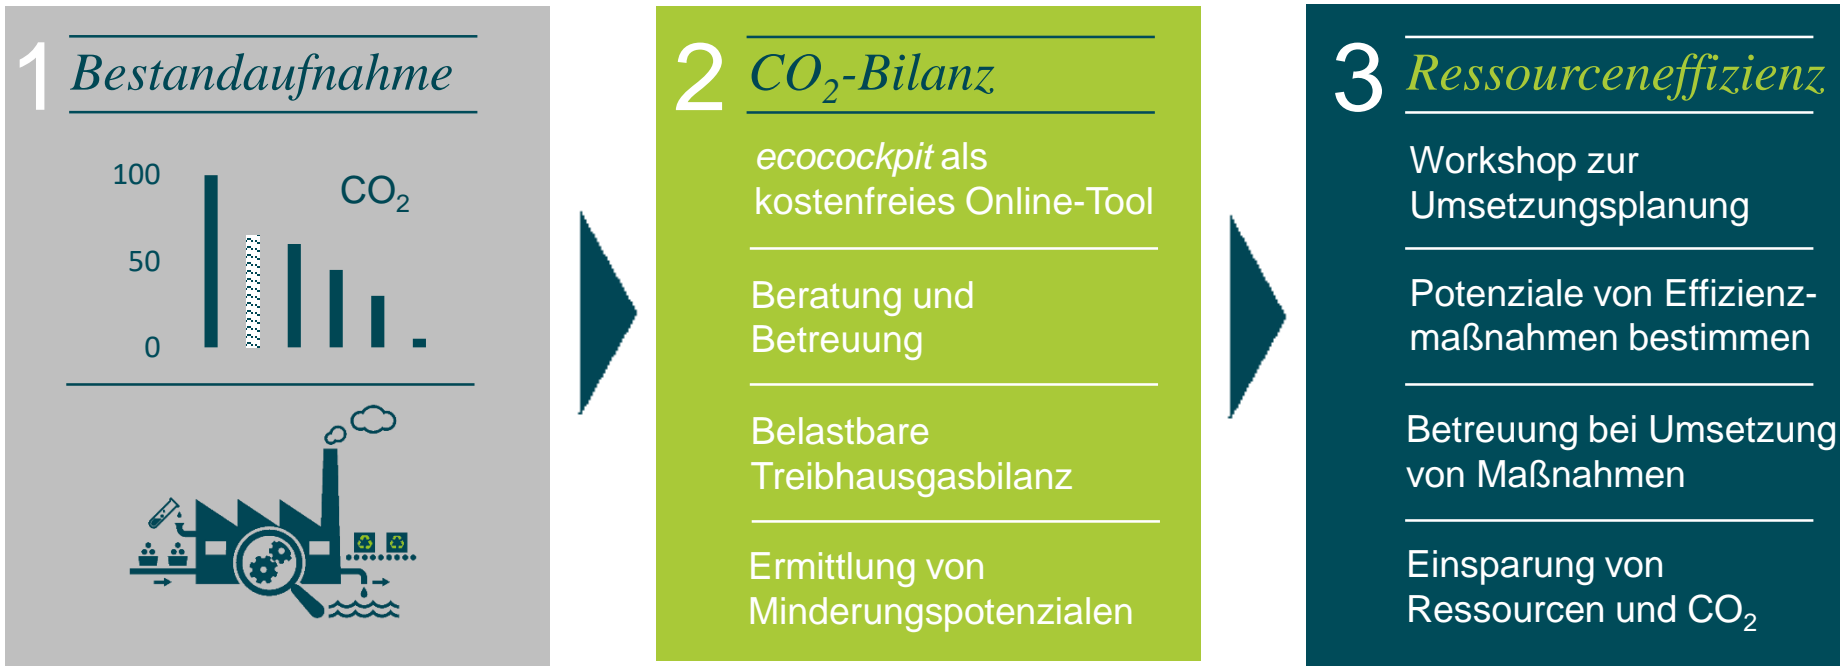 1 Bestandaufnahme
100
CO₂
50
0
2 CO₂-Bilanz
ecocockpit als
kostenfreies Online-Tool
Beratung und
Betreuung
Belastbare
Treibhausgasbilanz
Ermittlung von
Minderungspotenzialen
3 Ressourceneffizienz
Workshop zur
Umsetzungsplanung
Potenziale von Effizienz-
maßnahmen bestimmen
Betreuung bei Umsetzung
von Maßnahmen
Einsparung von
Ressourcen und CO₂